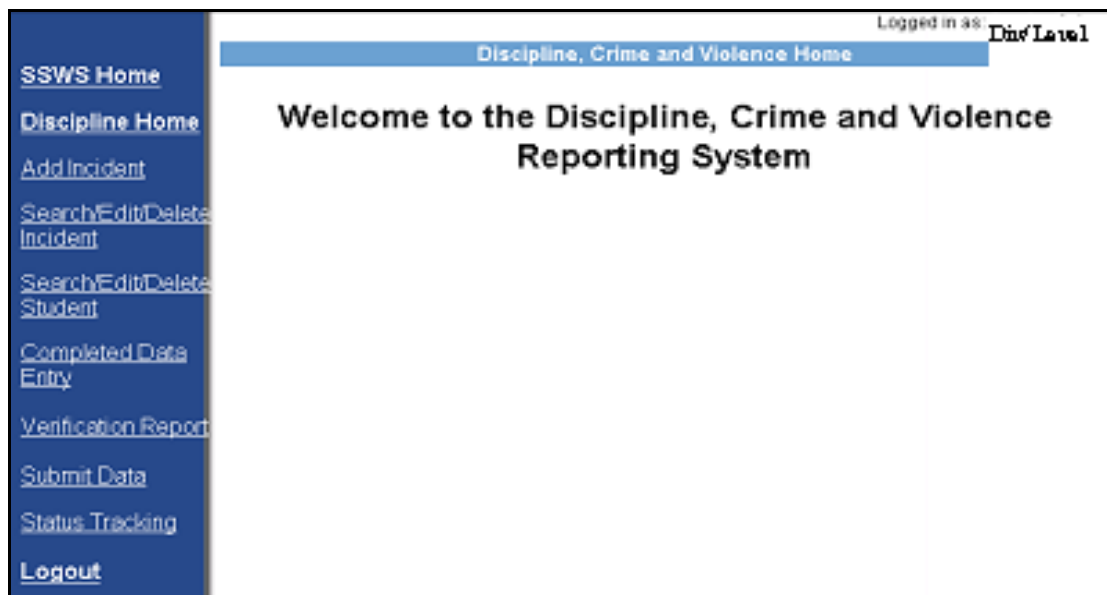 Logged in as:
Div/Level
Discipline, Crime and Violence Home
Welcome to the Discipline, Crime and Violence
Reporting System
SSWS Home
Discipline Home
Add Incident
Search/Edit/Delete
Incident
Search/Edit/Delete
Student
Completed Data
Entry
Verification Report
Submit Data
Status Tracking
Logout